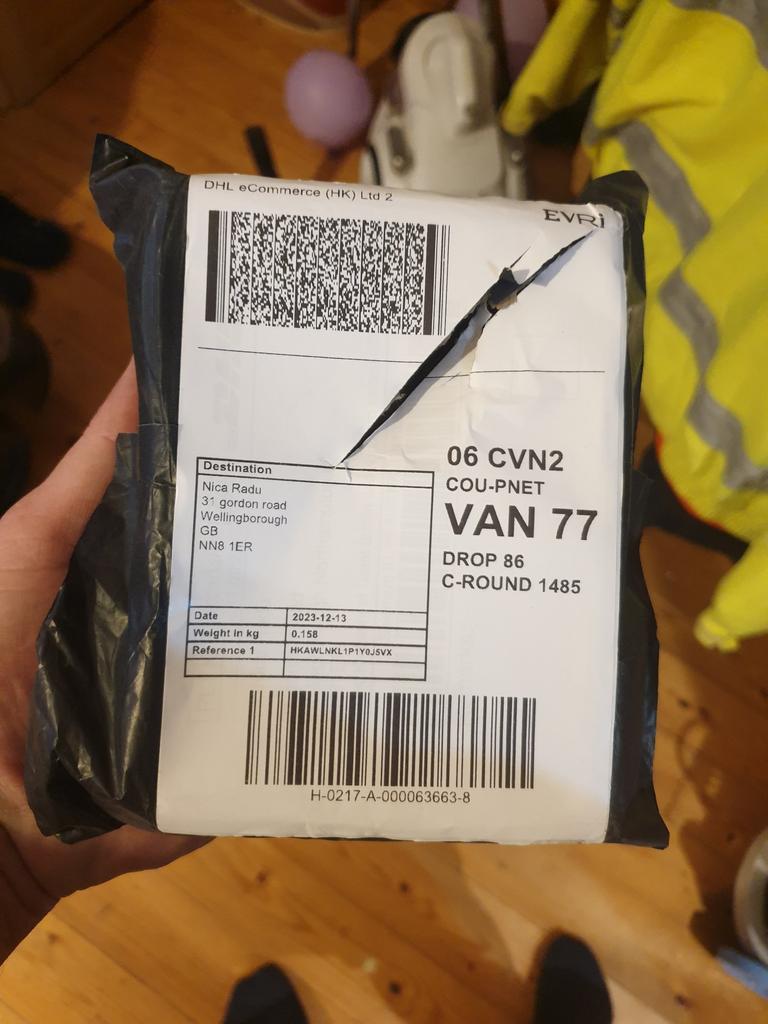 DHL eCommerce (HK) Ltd 2
EVRi
06 CVN2
COU-PNET
VAN 77
DROP 86
C-ROUND 1485
Destination
Nica Radu
31 gordon road
Wellingborough
GB
NN8 1ER
Date 2023-12-13
Weight in kg 0.158
Reference 1 HKAWLNKL1P1Y0J5VX
H-0217-A-000063663-8